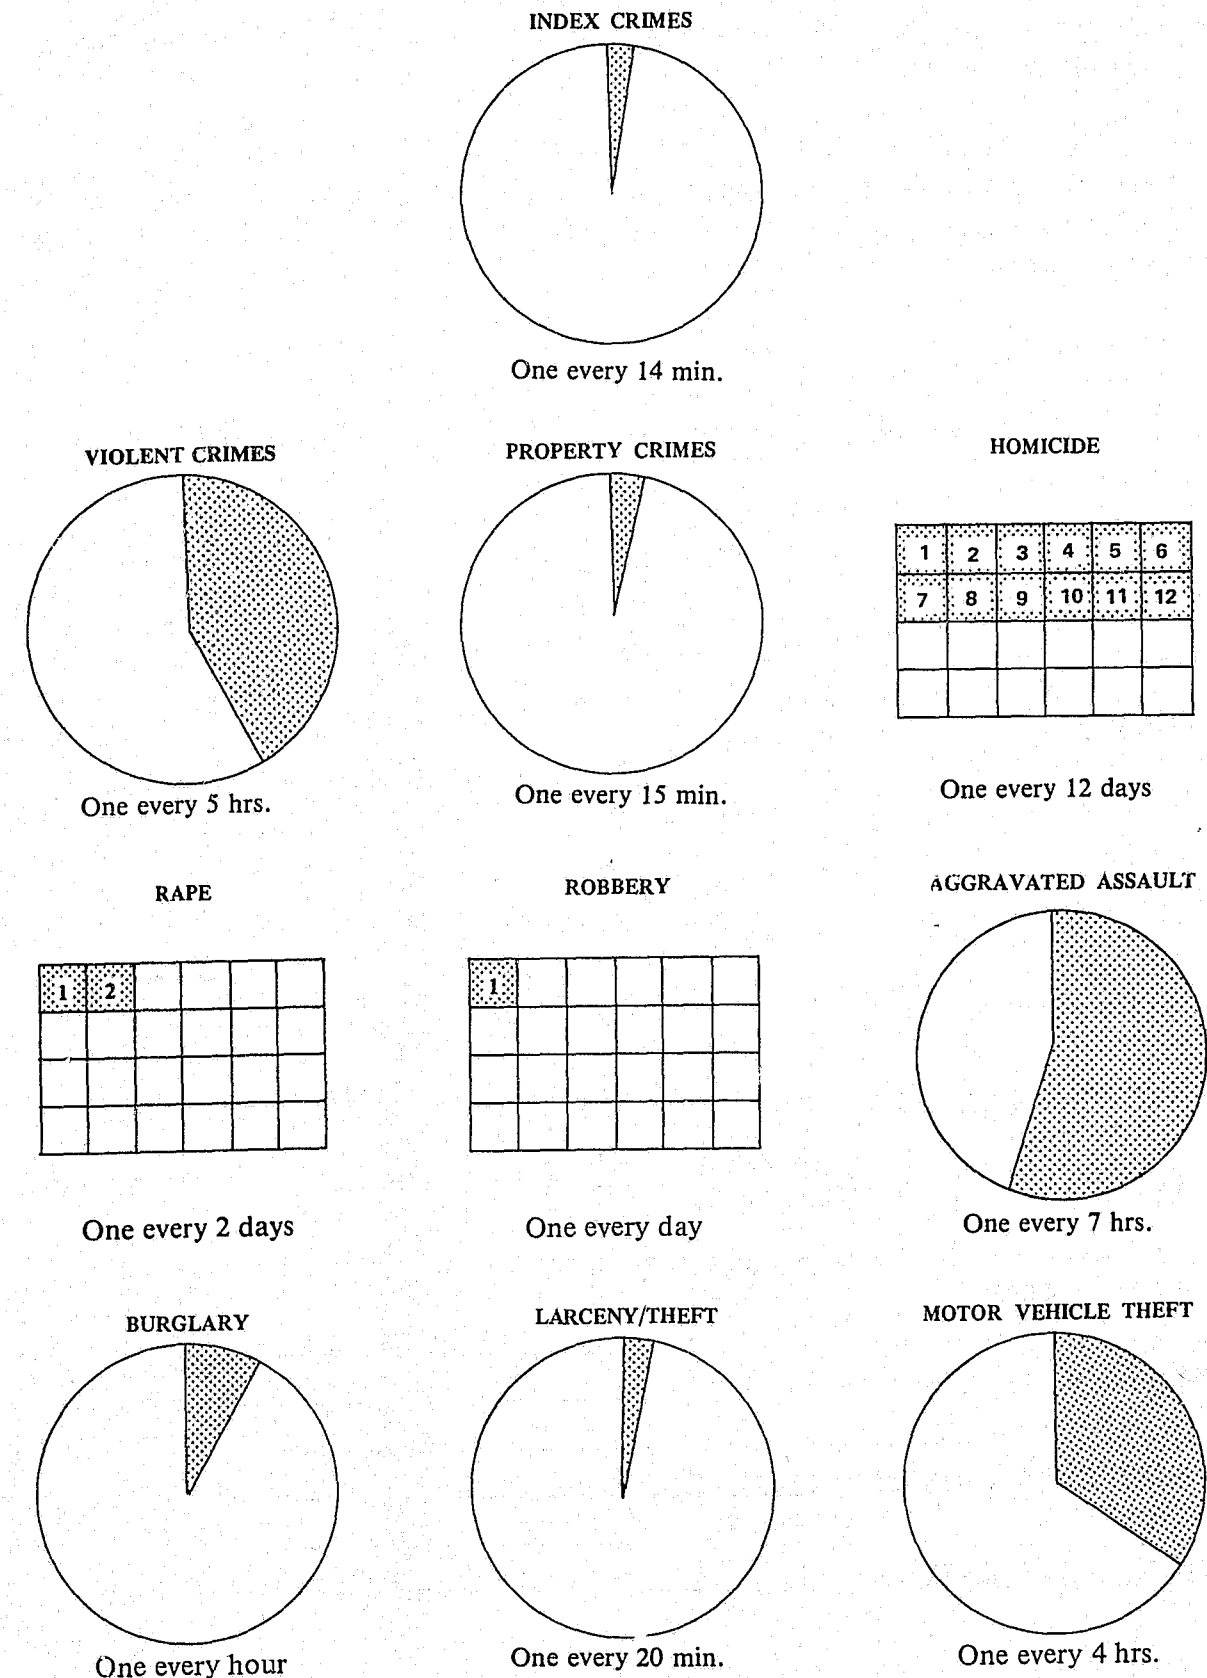 INDEX CRIMES
One every 14 min.
VIOLENT CRIMES
One every 5 hrs.
PROPERTY CRIMES
One every 15 min.
HOMICIDE
1 2 3 4 5 6
7 8 9 10 11 12
One every 12 days
RAPE
1 2
One every 2 days
ROBBERY
1
One every day
AGGRAVATED ASSAULT
One every 7 hrs.
BURGLARY
One every hour
LARCENY/THEFT
One every 20 min.
MOTOR VEHICLE THEFT
One every 4 hrs.